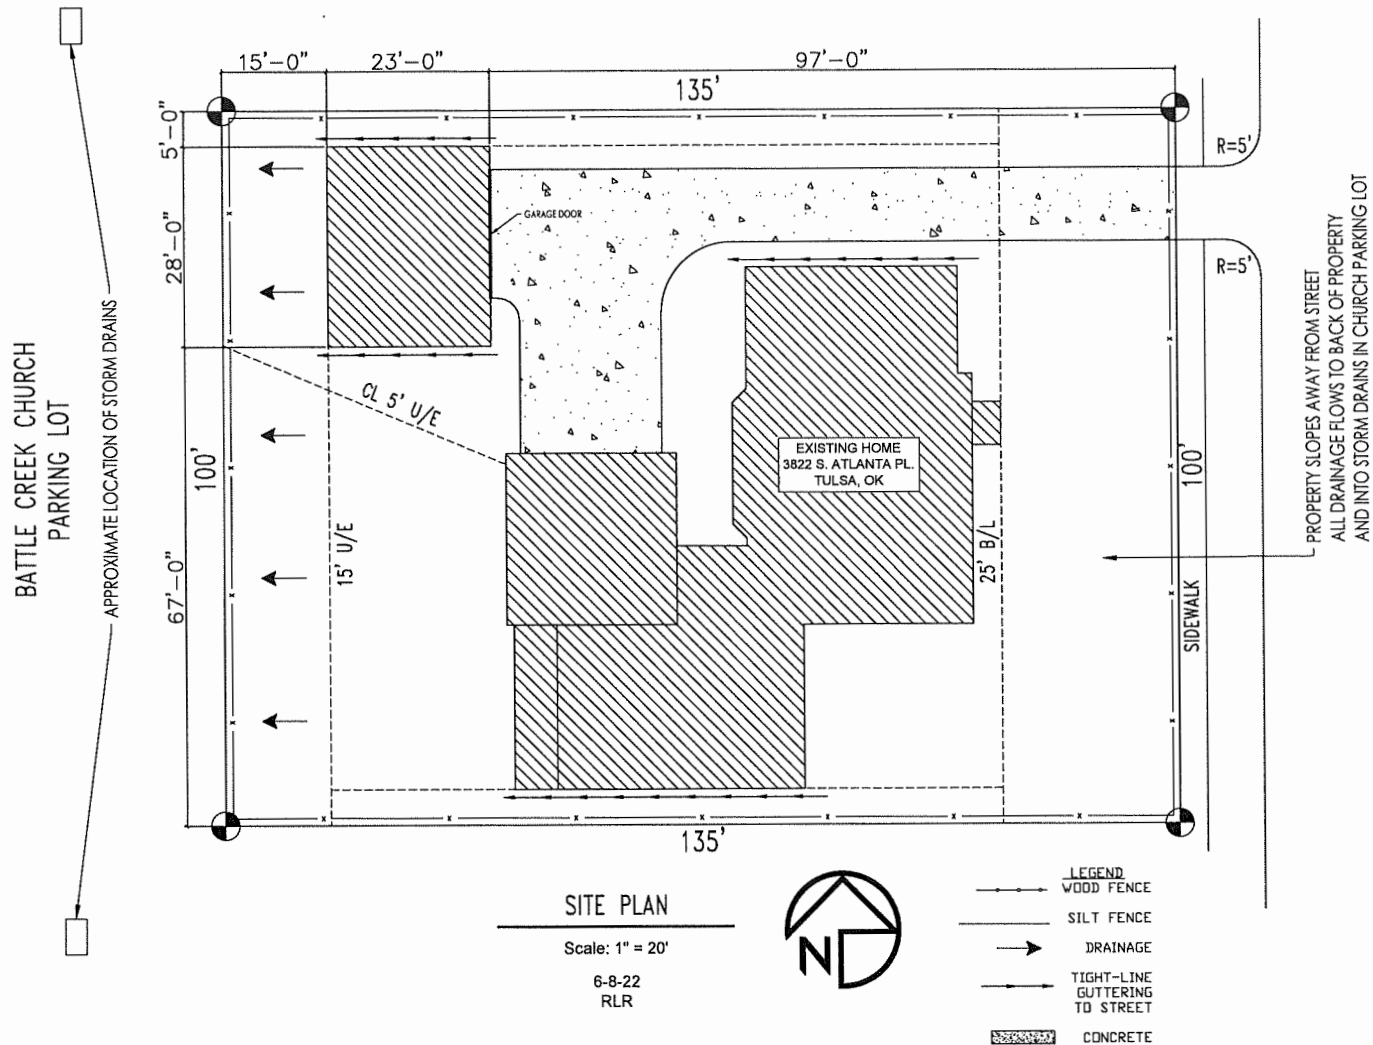 15'-0"
23'-0"
97'-0"
135'
5'-0"
28'-0"
67'-0"
100'
BATTLE CREEK CHURCH
PARKING LOT
APPROXIMATE LOCATION OF STORM DRAINS
GARAGE DOOR
CL 5' U/E
15' U/E
EXISTING HOME
3822 S. ATLANTA PL.
TULSA, OK
25' B/L
100'
SIDEWALK
R=5'
R=5'
PROPERTY SLOPES AWAY FROM STREET
ALL DRAINAGE FLOWS TO BACK OF PROPERTY
AND INTO STORM DRAINS IN CHURCH PARKING LOT
135'
SITE PLAN
Scale: 1" = 20'
6-8-22
RLR
N
LEGEND
WOOD FENCE
SILT FENCE
DRAINAGE
TIGHT-LINE
GUTTERING
TO STREET
CONCRETE